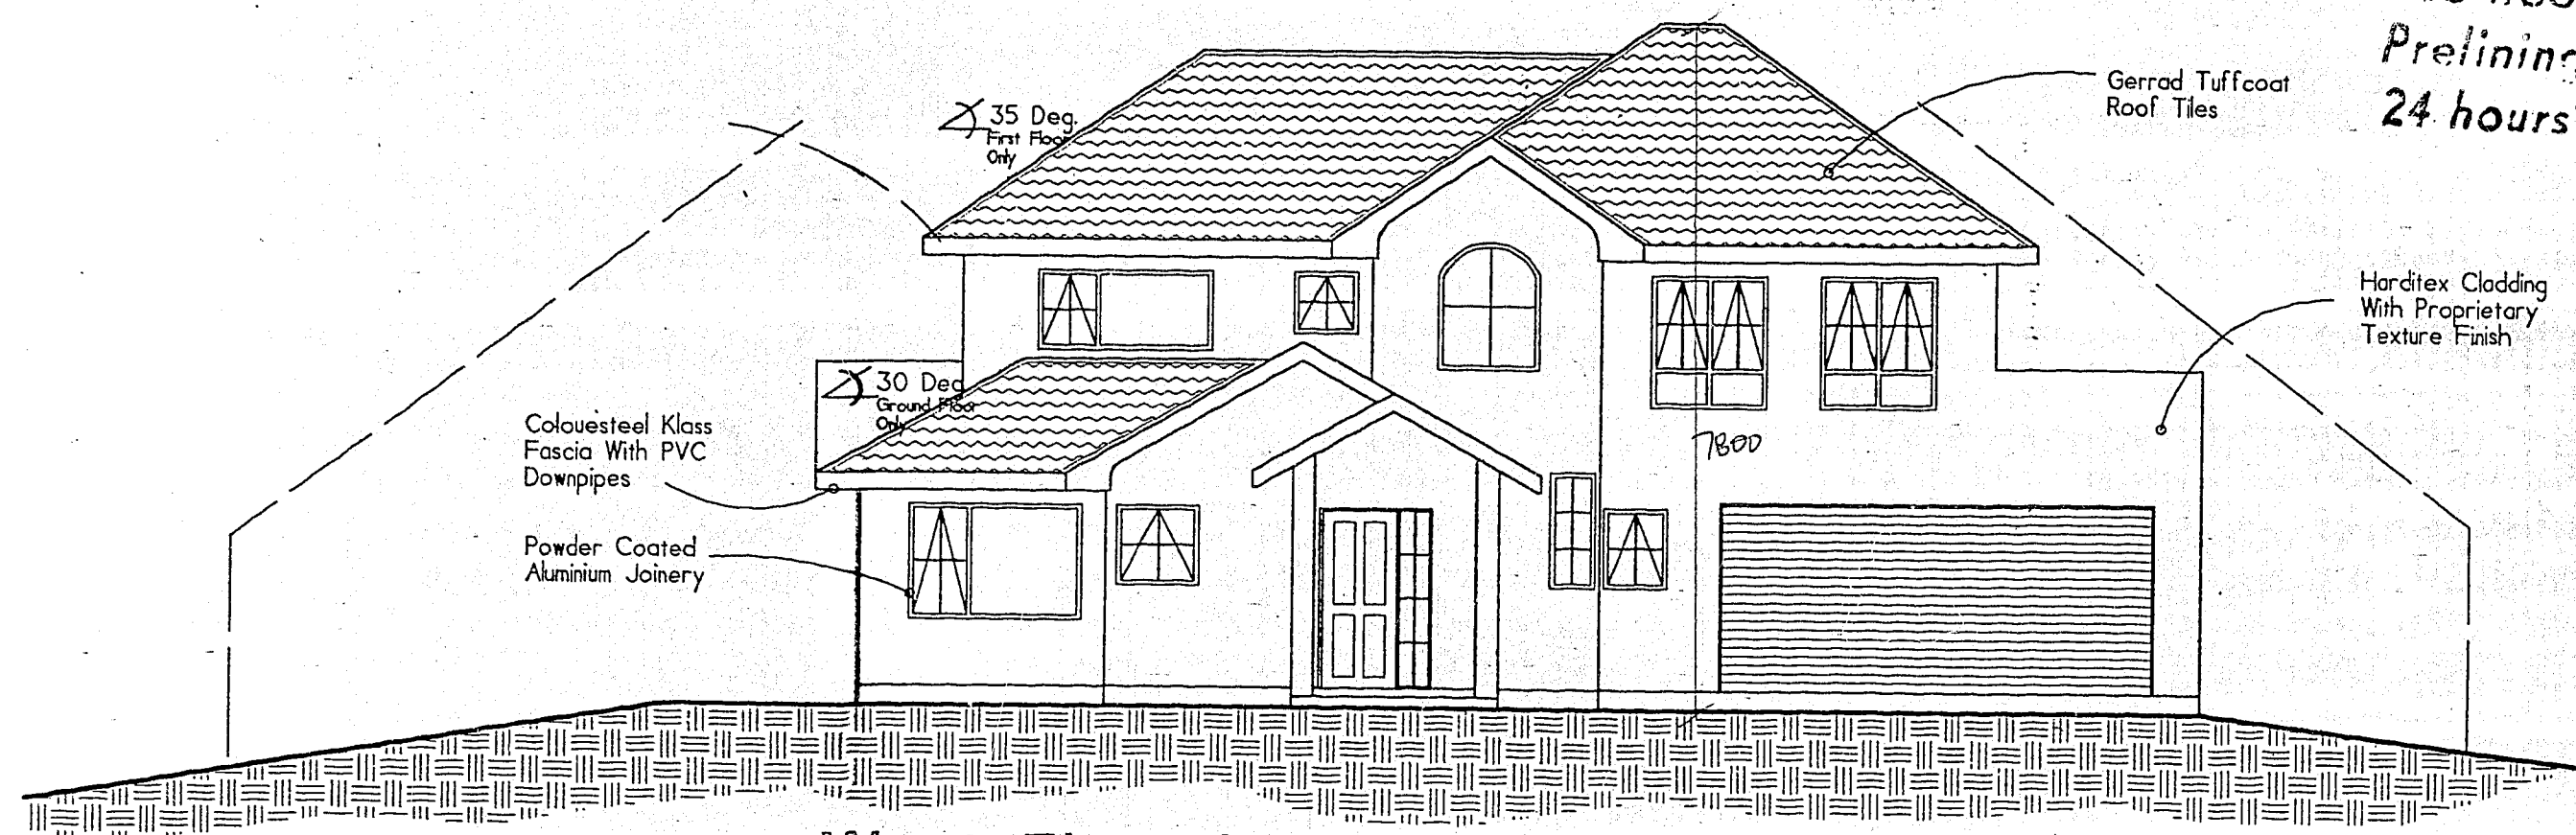 Prelining
24 hours
Gerrad Tuffcoat
Roof Tiles
35 Deg.
First Floor
Only
Harditex Cladding
With Proprietary
Texture Finish
30 Deg
Ground Floor
Only
Colouesteel Klass
Fascia With PVC
Downpipes
7800
Powder Coated
Aluminium Joinery